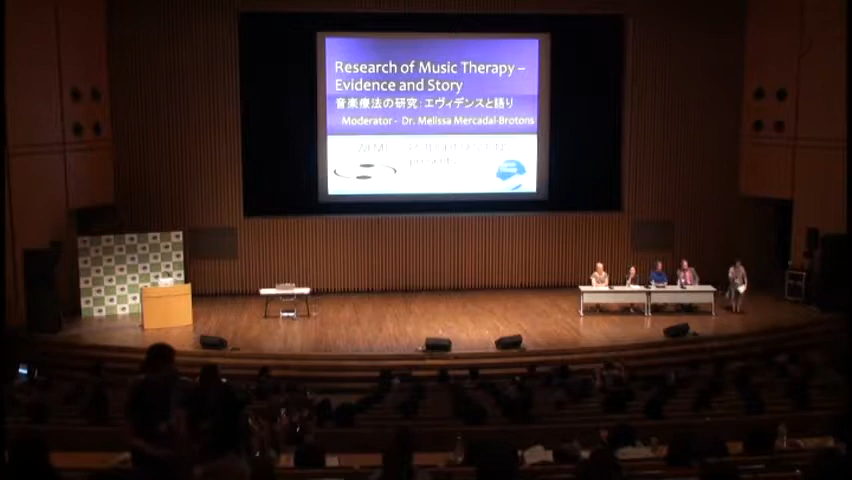 Research of Music Therapy –
Evidence and Story
音楽療法の研究：エヴィデンスと語り
Moderator - Dr. Melissa Mercadal-Brotons